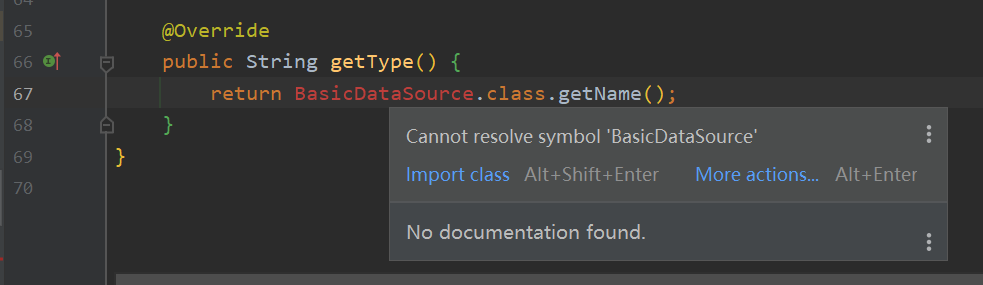 65 @Override
66 public String getType() {
67 return BasicDataSource.class.getName();
68 }
69 }
70
Cannot resolve symbol 'BasicDataSource'
Import class Alt+Shift+Enter More actions... Alt+Enter
No documentation found.